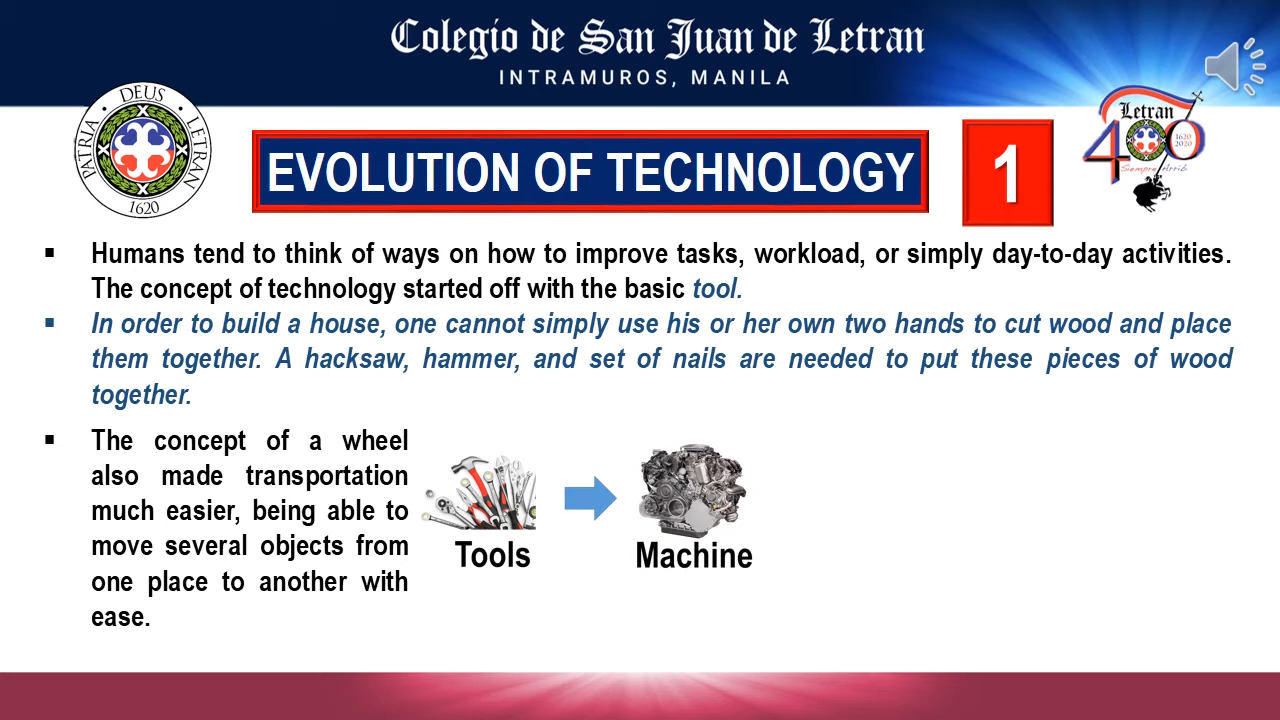 Colegio de San Juan de Letran
INTRAMUROS, MANILA
DEUS
PATRIA
LETRAN
1620
EVOLUTION OF TECHNOLOGY
1
Letran
400
1620
2020
Siempre Arriba
▪ Humans tend to think of ways on how to improve tasks, workload, or simply day-to-day activities.
The concept of technology started off with the basic tool.
▪ In order to build a house, one cannot simply use his or her own two hands to cut wood and place
them together. A hacksaw, hammer, and set of nails are needed to put these pieces of wood
together.
▪ The concept of a wheel
also made transportation
much easier, being able to
move several objects from
one place to another with
ease.
Tools
Machine